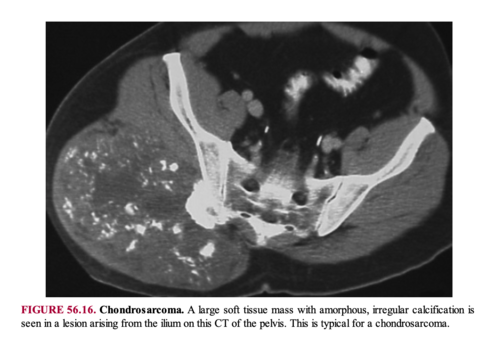 FIGURE 56.16. Chondrosarcoma. A large soft tissue mass with amorphous, irregular calcification is
seen in a lesion arising from the ilium on this CT of the pelvis. This is typical for a chondrosarcoma.